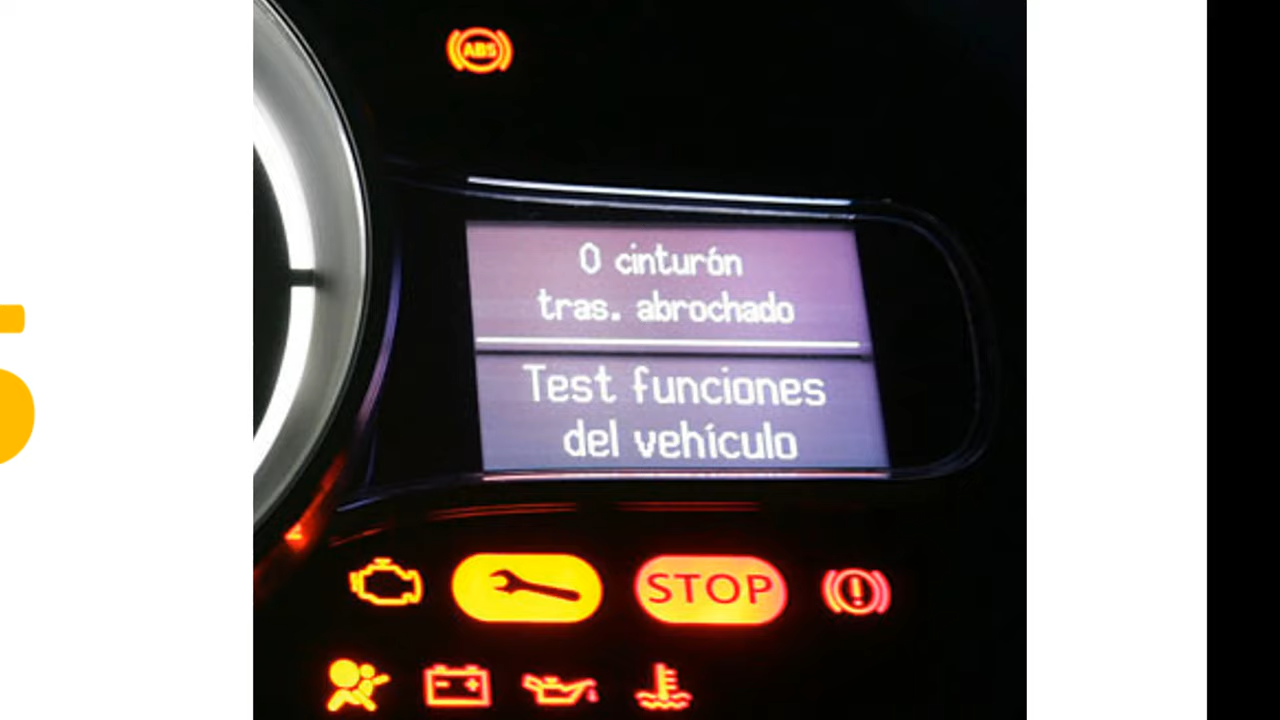 ABS
0 cinturón
tras. abrochado
Test funciones
del vehículo
STOP